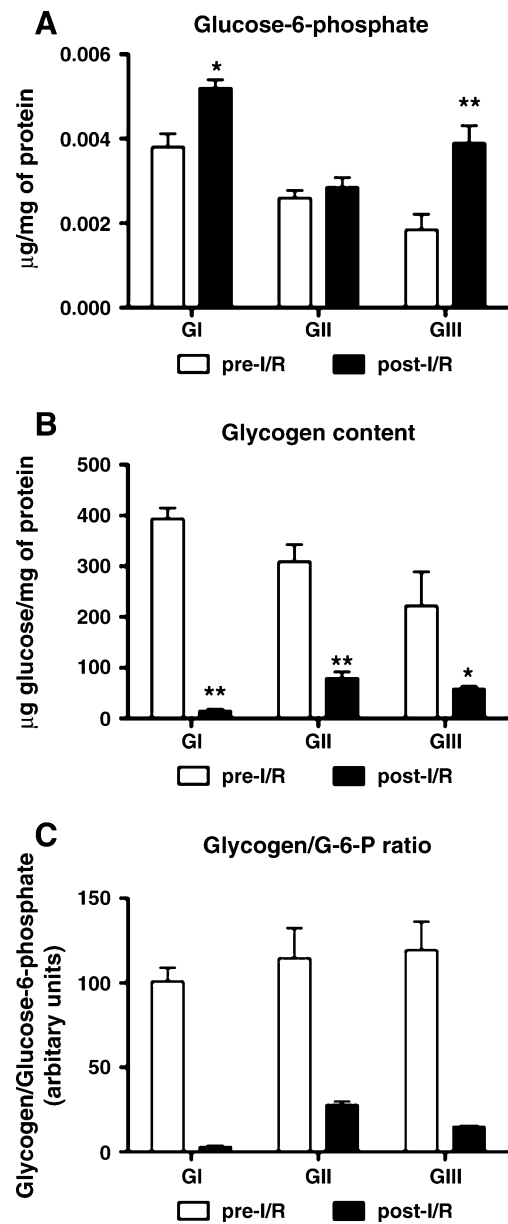 A
Glucose-6-phosphate
μg/mg of protein
0.006
0.004
0.002
0.000
*
**
GI GII GIII
pre-I/R post-I/R
B
Glycogen content
μg glucose/mg of protein
500
400
300
200
100
0
**
**
*
GI GII GIII
pre-I/R post-I/R
C
Glycogen/G-6-P ratio
Glycogen/Glucose-6-phosphate
(arbitary units)
150
100
50
0
GI GII GIII
pre-I/R post-I/R